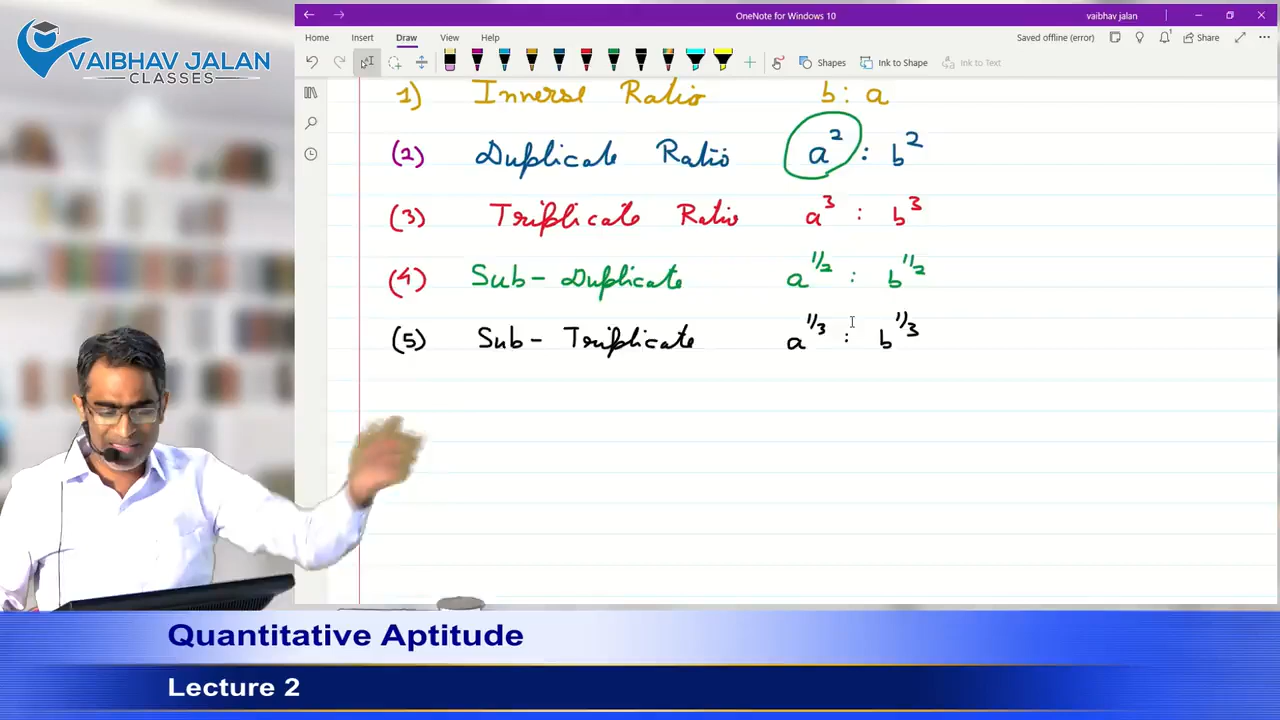 VAIBHAV JALAN
CLASSES
OneNote for Windows 10
vaibhav jalan
Home Insert Draw View Help
Saved offline (error)
Share
Shapes
Ink to Shape
Ink to Text
1) Inverse Ratio b : a
(2) Duplicate Ratio a² : b²
(3) Triplicate Ratio a³ : b³
(4) Sub-Duplicate a^1/2 : b^1/2
(5) Sub-Triplicate a^1/3 : b^1/3
Quantitative Aptitude
Lecture 2